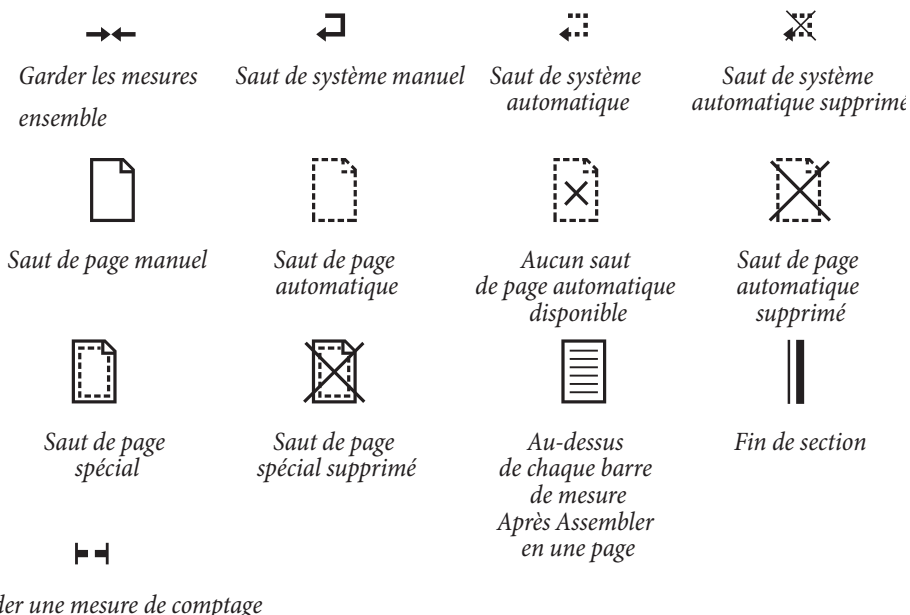 Garder les mesures
ensemble
Saut de système manuel
Saut de système
automatique
Saut de système
automatique supprimé
Saut de page manuel
Saut de page
automatique
Aucun saut
de page automatique
disponible
Saut de page
automatique
supprimé
Saut de page
spécial
Saut de page
spécial supprimé
Au-dessus
de chaque barre
de mesure
Après Assembler
en une page
Fin de section
une mesure de comptage